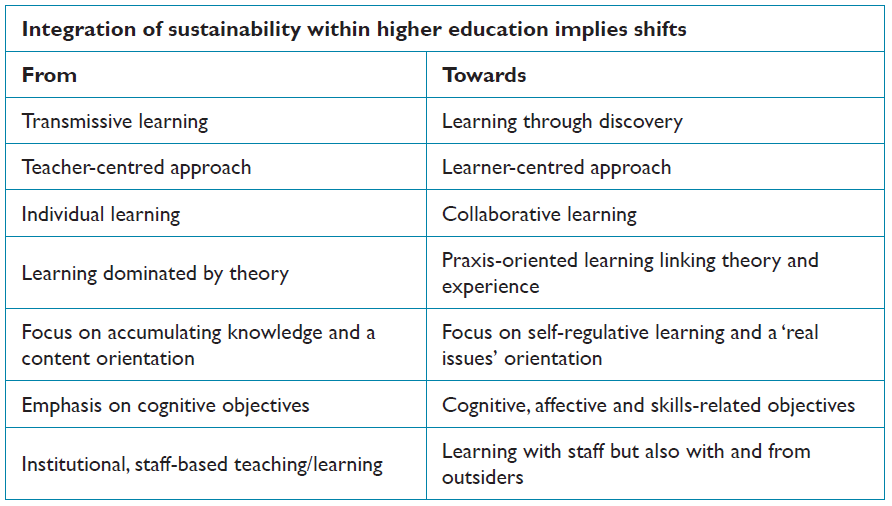 Integration of sustainability within higher education implies shifts
From
Towards
Transmissive learning
Learning through discovery
Teacher-centred approach
Learner-centred approach
Individual learning
Collaborative learning
Learning dominated by theory
Praxis-oriented learning linking theory and
experience
Focus on accumulating knowledge and a
content orientation
Focus on self-regulative learning and a ‘real
issues’ orientation
Emphasis on cognitive objectives
Cognitive, affective and skills-related objectives
Institutional, staff-based teaching/learning
Learning with staff but also with and from
outsiders